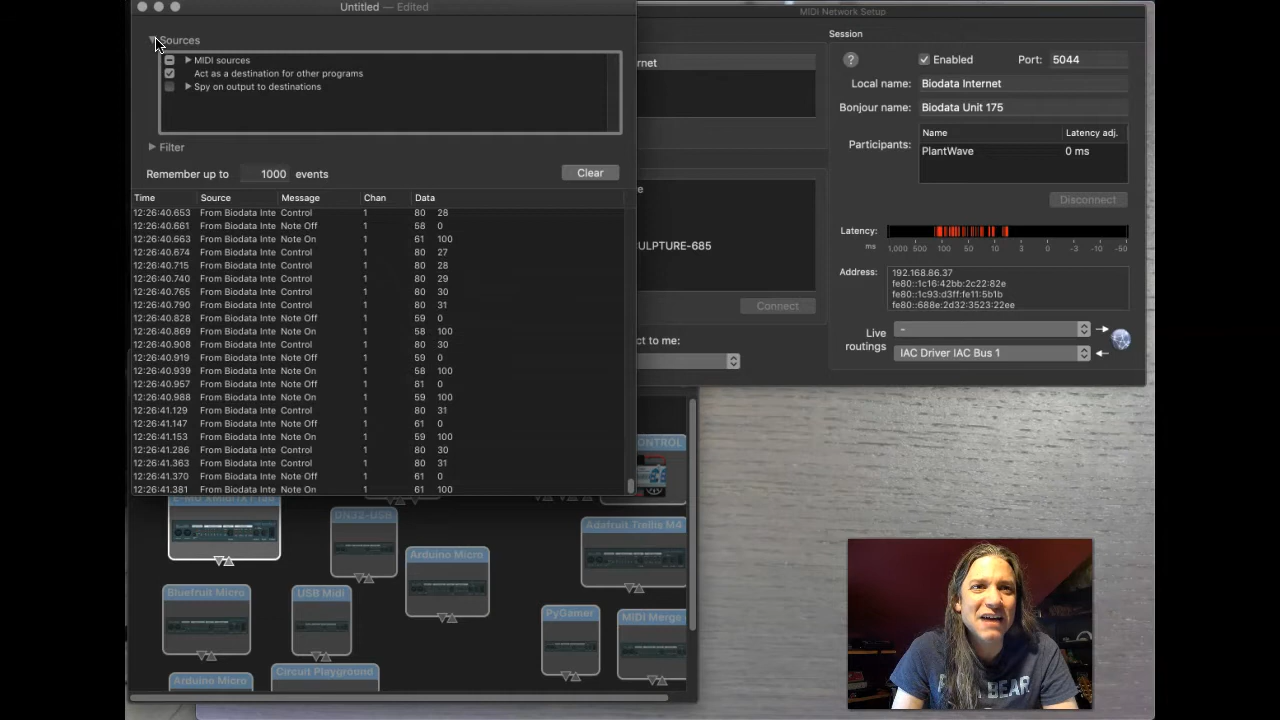 Untitled — Edited
Sources
MIDI sources
Act as a destination for other programs
Spy on output to destinations
Filter
Remember up to 1000 events
Clear
Time Source Message Chan Data
12:26:40.653 From Biodata Inte Control 1 80 28
12:26:40.661 From Biodata Inte Note Off 1 58 0
12:26:40.663 From Biodata Inte Note On 1 61 100
12:26:40.674 From Biodata Inte Control 1 80 27
12:26:40.715 From Biodata Inte Control 1 80 28
12:26:40.740 From Biodata Inte Control 1 80 29
12:26:40.765 From Biodata Inte Control 1 80 30
12:26:40.790 From Biodata Inte Control 1 80 31
12:26:40.828 From Biodata Inte Note Off 1 59 0
12:26:40.869 From Biodata Inte Note On 1 58 100
12:26:40.908 From Biodata Inte Control 1 80 30
12:26:40.919 From Biodata Inte Note Off 1 59 0
12:26:40.939 From Biodata Inte Note On 1 58 100
12:26:40.957 From Biodata Inte Note Off 1 81 0
12:26:40.988 From Biodata Inte Note On 1 59 100
12:26:41.129 From Biodata Inte Control 1 80 31
12:26:41.147 From Biodata Inte Note Off 1 61 0
12:26:41.153 From Biodata Inte Note On 1 59 100
12:26:41.286 From Biodata Inte Control 1 80 30
12:26:41.363 From Biodata Inte Control 1 80 31
12:26:41.370 From Biodata Inte Note Off 1 61 0
12:26:41.381 From Biodata Inte Note On 1 61 100
MIDI Network Setup
rnet
CULPTURE-685
Connect
ct to me:
Session
Enabled Port: 5044
Local name: Biodata Internet
Bonjour name: Biodata Unit 175
Participants:
Name Latency adj.
PlantWave 0 ms
Disconnect
Latency:
ms 1,000 500 100 50 10 3 0 -3 -10 -50
Address:
192.168.86.37
fe80::1c16:42bb:2c22:82e
fe80::1c93:d3ff:fe11:5b1b
fe80::688e:2d32:3523:22ee
Live routings
-
IAC Driver IAC Bus 1
ONTROL
DN32-USB
Arduino Micro
Adafruit Trellis M4
Bluefruit Micro
USB Midi
PyGamer
MIDI Merge
Arduino Micro
Circuit Playground
BEAR